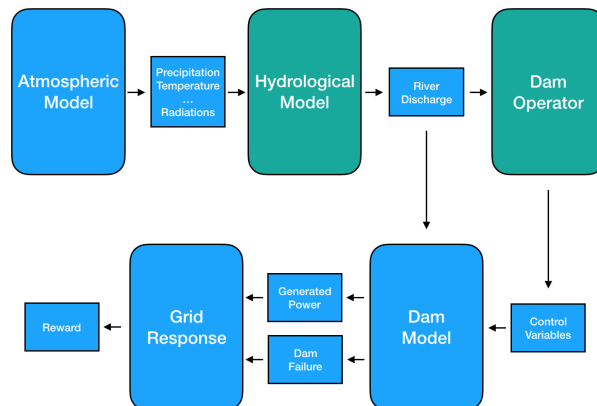 Atmospheric
Model
Precipitation
Temperature
...
Radiations
Hydrological
Model
River
Discharge
Dam
Operator
Reward
Grid
Response
Generated
Power
Dam
Failure
Dam
Model
Control
Variables